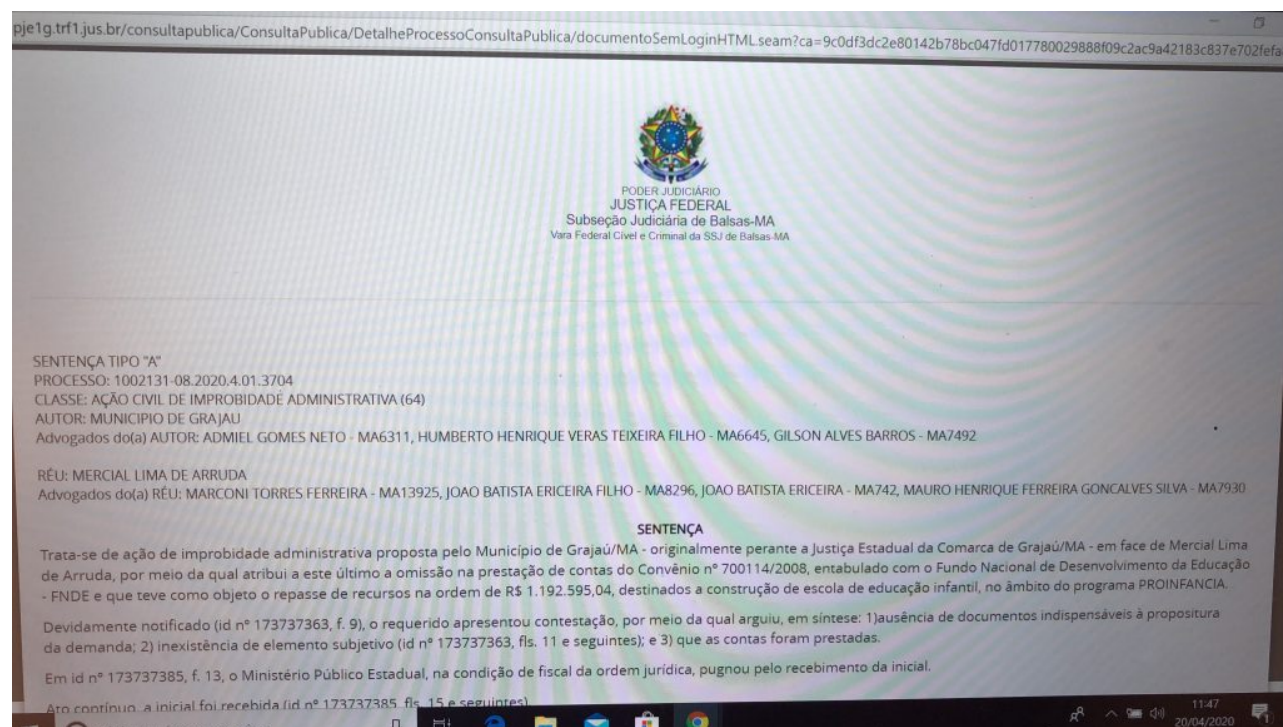 pje1g.trf1.jus.br/consultapublica/ConsultaPublica/DetalheProcessoConsultaPublica/documentoSemLoginHTML.seam?ca=9c0df3dc2e80142b78bc047fd017780029888f09c2ac9a42183c837e702fefa
PODER JUDICIÁRIO
JUSTIÇA FEDERAL
Subseção Judiciária de Balsas-MA
Vara Federal Cível e Criminal da SSJ de Balsas-MA
SENTENÇA TIPO "A"
PROCESSO: 1002131-08.2020.4.01.3704
CLASSE: AÇÃO CIVIL DE IMPROBIDADE ADMINISTRATIVA (64)
AUTOR: MUNICIPIO DE GRAJAU
Advogados do(a) AUTOR: ADMIEL GOMES NETO - MA6311, HUMBERTO HENRIQUE VERAS TEIXEIRA FILHO - MA6645, GILSON ALVES BARROS - MA7492
RÉU: MERCIAL LIMA DE ARRUDA
Advogados do(a) RÉU: MARCONI TORRES FERREIRA - MA13925, JOAO BATISTA ERICEIRA FILHO - MA8296, JOAO BATISTA ERICEIRA - MA742, MAURO HENRIQUE FERREIRA GONCALVES SILVA - MA7930
SENTENÇA
Trata-se de ação de improbidade administrativa proposta pelo Município de Grajaú/MA - originalmente perante a Justiça Estadual da Comarca de Grajaú/MA - em face de Mercial Lima
de Arruda, por meio da qual atribui a este último a omissão na prestação de contas do Convênio nº 700114/2008, entabulado com o Fundo Nacional de Desenvolvimento da Educação
- FNDE e que teve como objeto o repasse de recursos na ordem de R$ 1.192.595,04, destinados a construção de escola de educação infantil, no âmbito do programa PROINFANCIA.
Devidamente notificado (id nº 173737363, f. 9), o requerido apresentou contestação, por meio da qual arguiu, em síntese: 1)ausência de documentos indispensáveis à propositura
da demanda; 2) inexistência de elemento subjetivo (id nº 173737363, fls. 11 e seguintes); e 3) que as contas foram prestadas.
Em id nº 173737385, f. 13, o Ministério Público Estadual, na condição de fiscal da ordem jurídica, pugnou pelo recebimento da inicial.
Ato contínuo, a inicial foi recebida (id nº 173737385, fls. 15 e seguintes).
11:47
20/04/2020